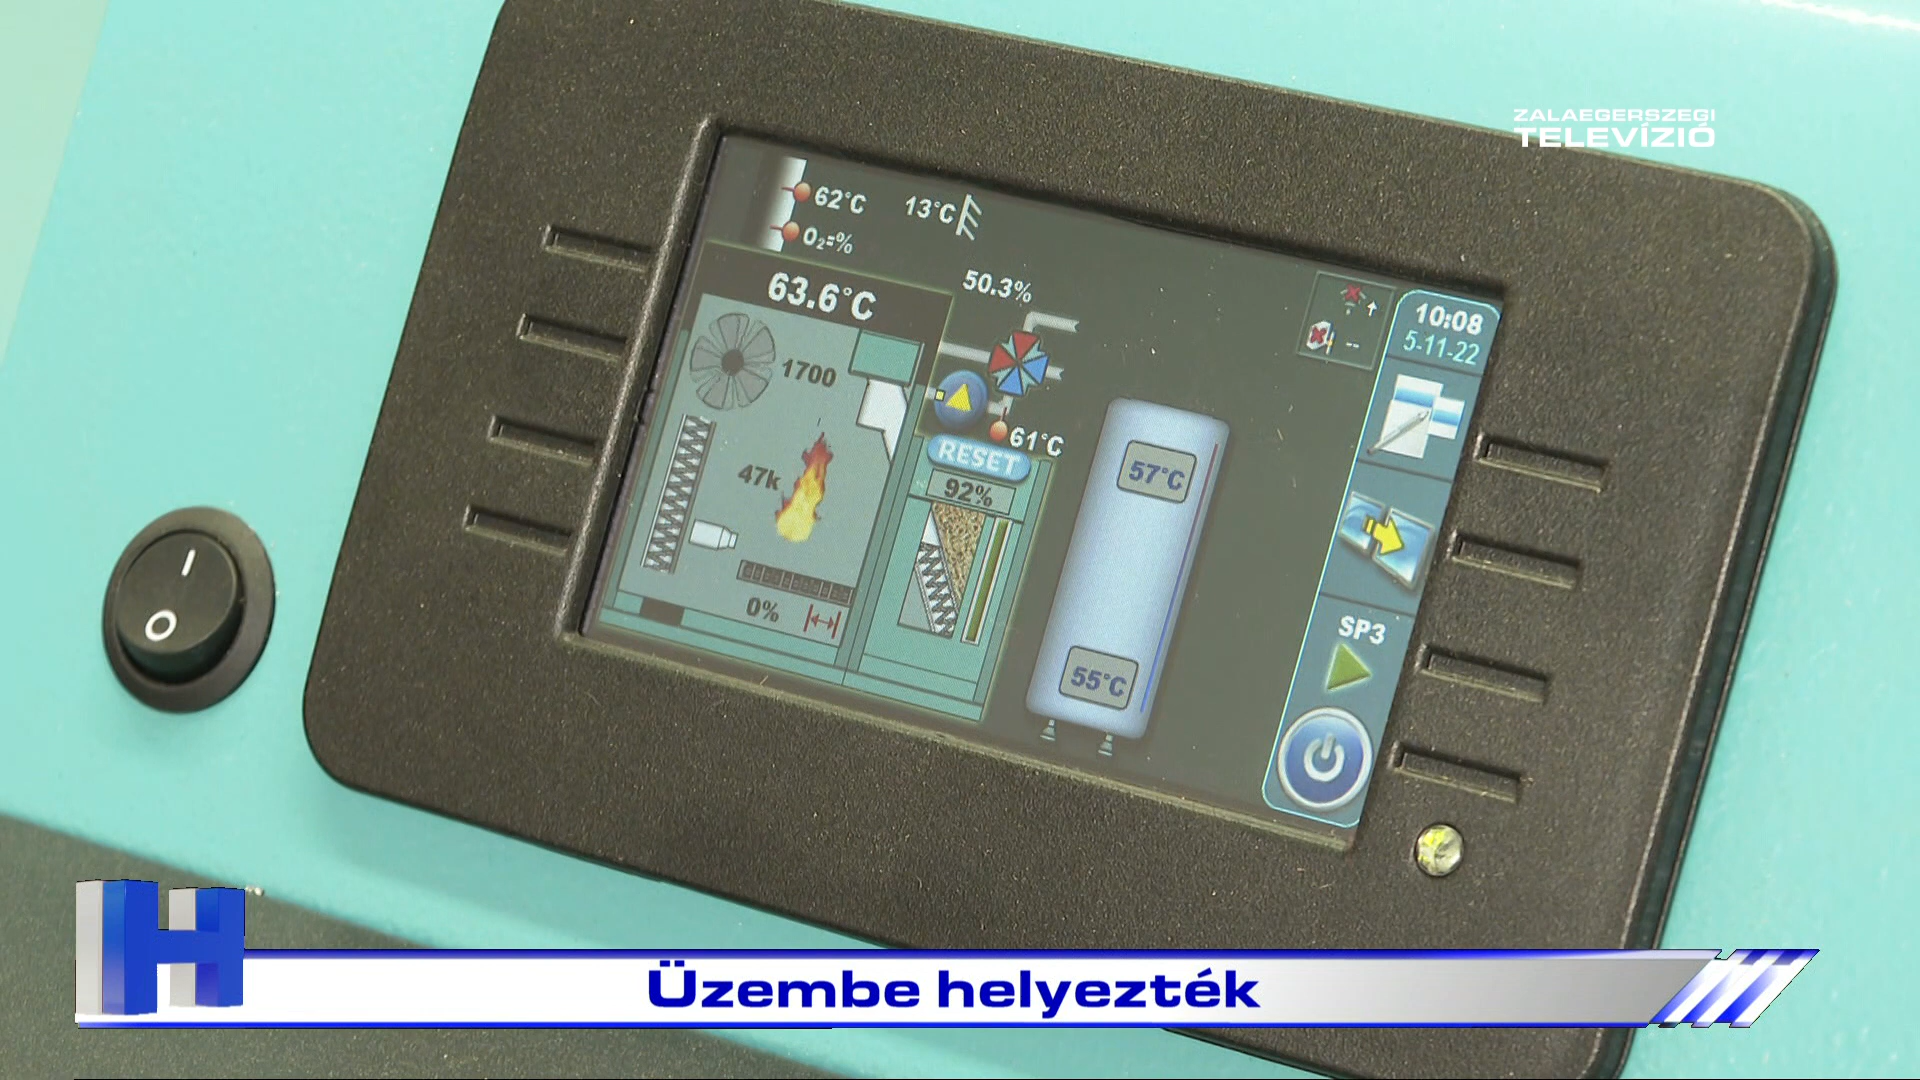 ZALAEGERSZEGI
TELEVÍZIÓ
62°C
13°C
O₂=%
63.6°C
50.3%
10:08
5-11-22
1700
61°C
RESET
47k
92%
57°C
0%
SP3
55°C
I
O
H
Üzembe helyezték